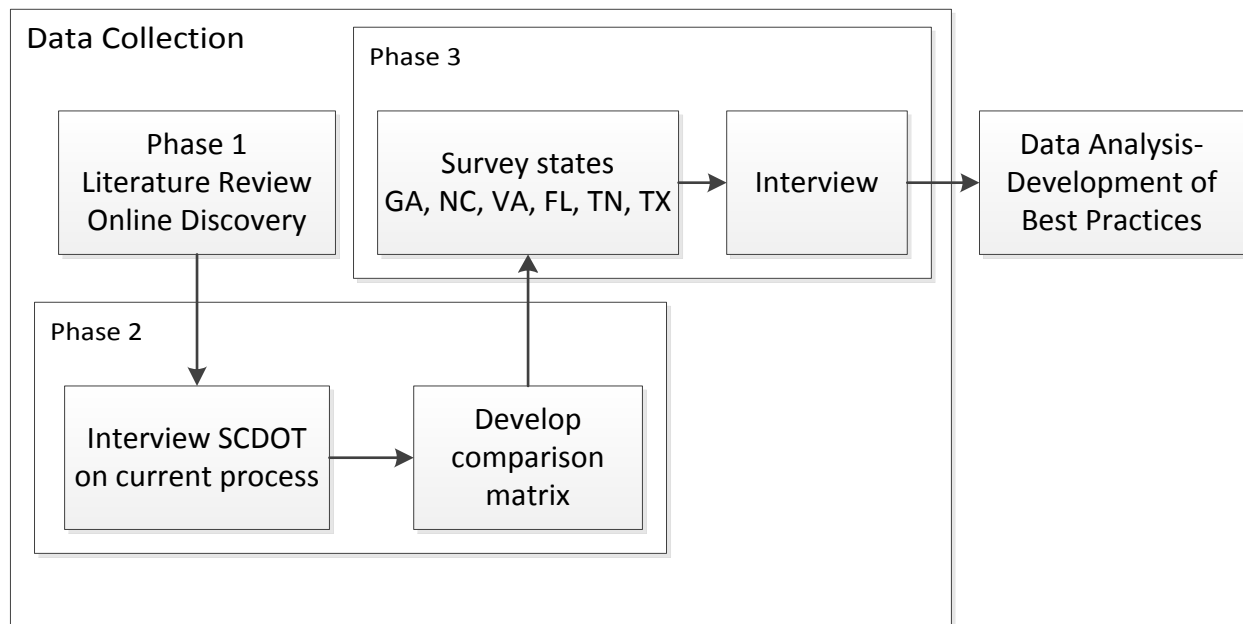 Data Collection
Phase 1
Literature Review
Online Discovery
Phase 2
Interview SCDOT
on current process
Develop
comparison
matrix
Phase 3
Survey states
GA, NC, VA, FL, TN, TX
Interview
Data Analysis-
Development of
Best Practices